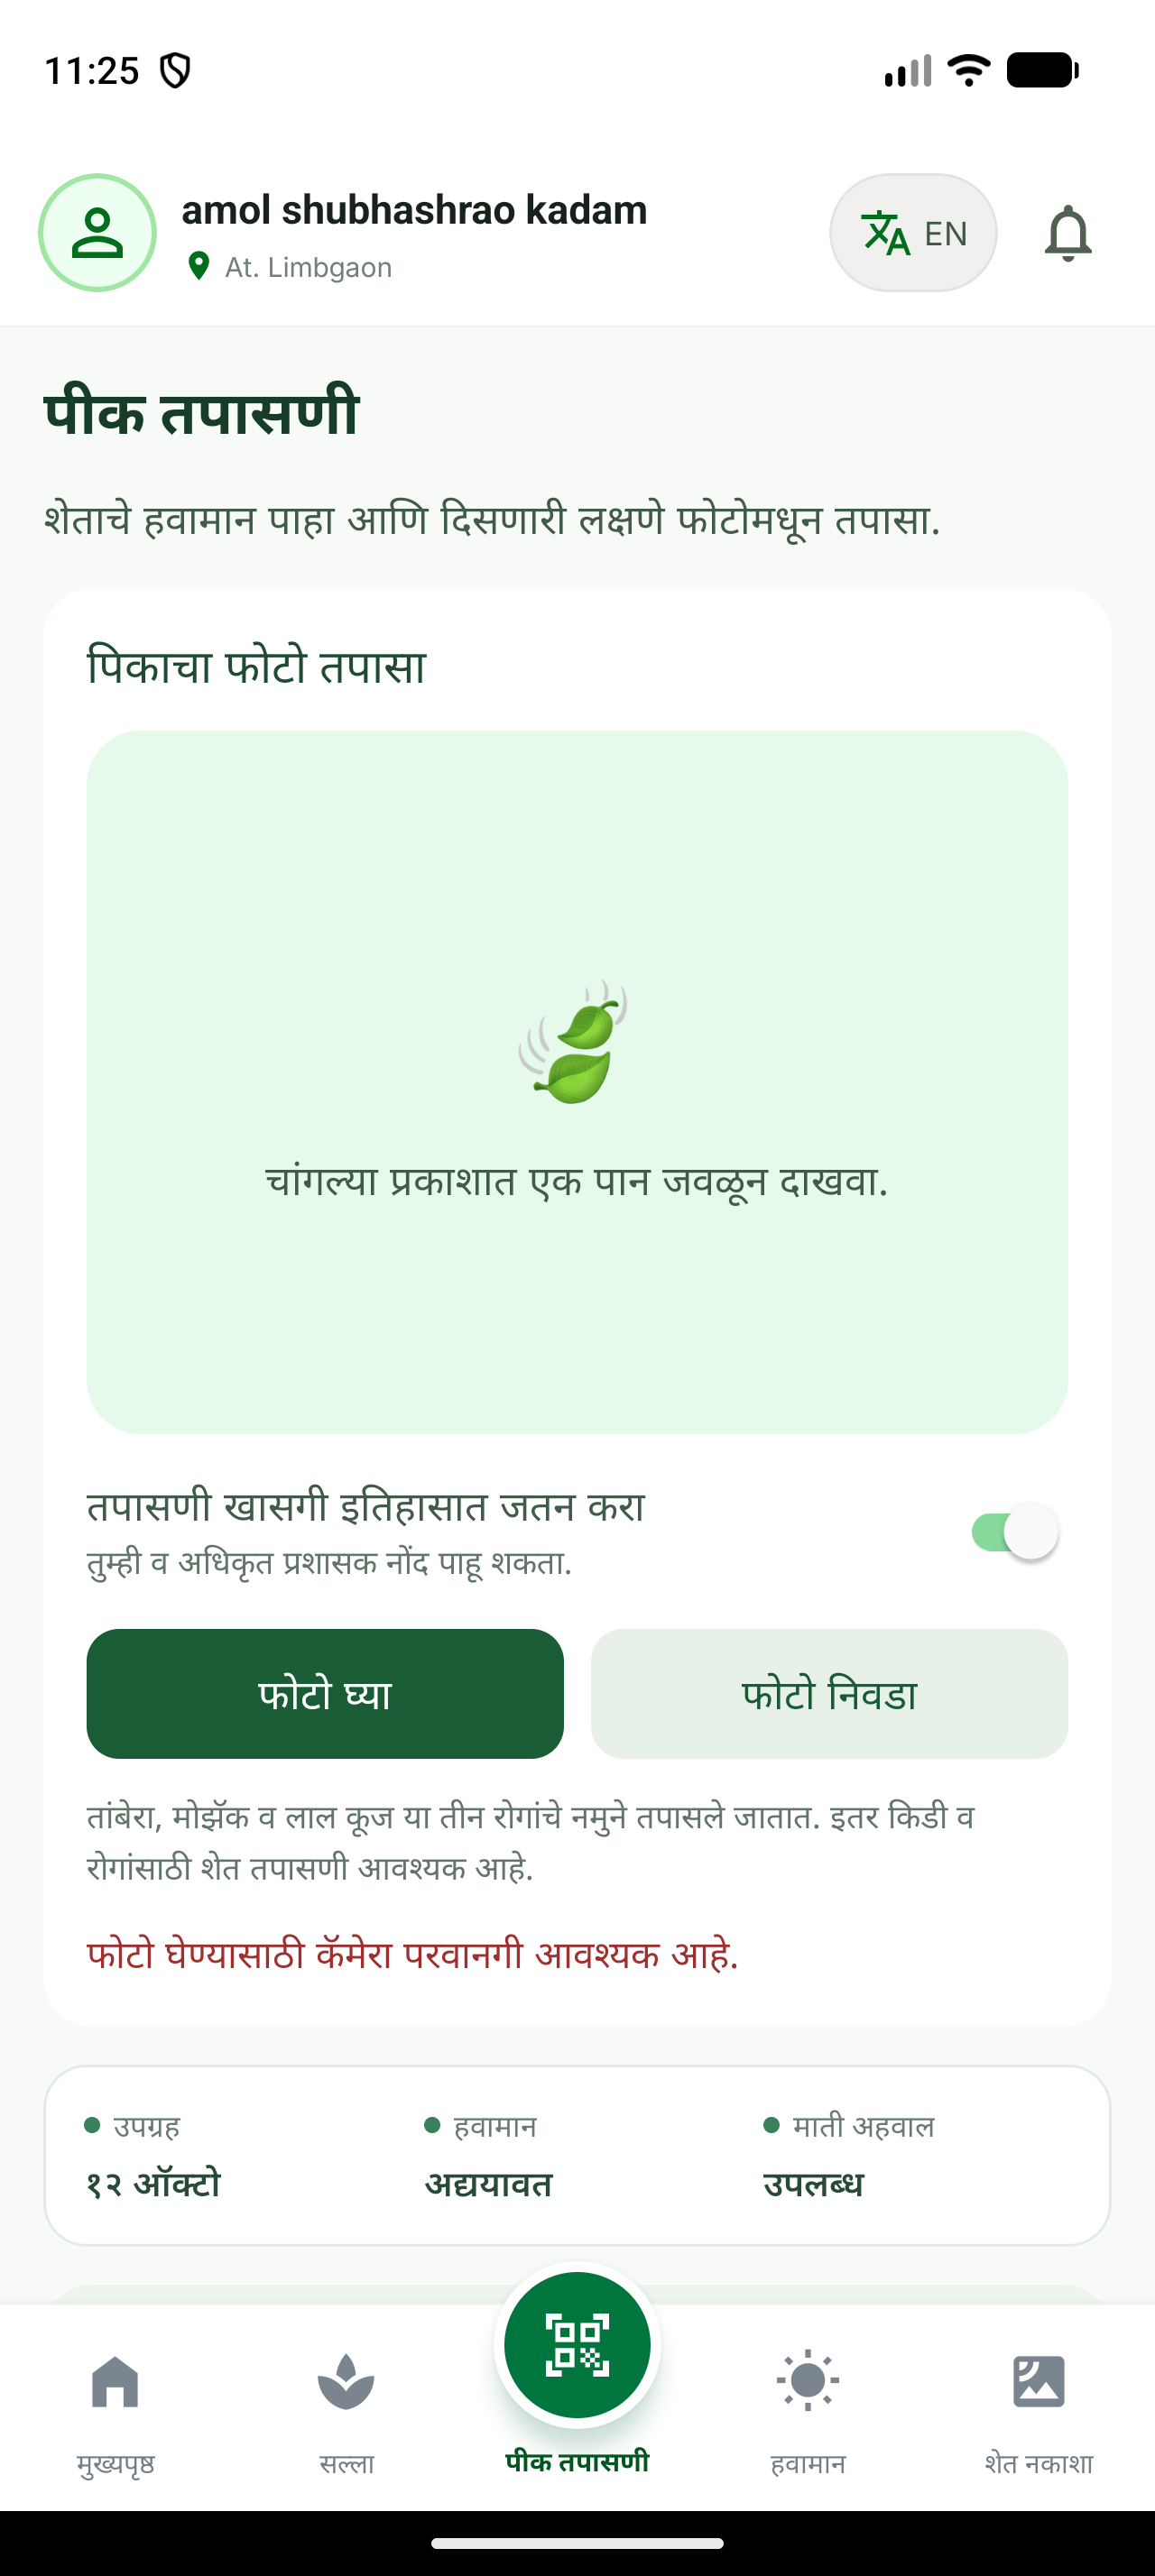 11:25
amol shubhashrao kadam
At. Limbgaon
EN
पीक तपासणी
शेताचे हवामान पाहा आणि दिसणारी लक्षणे फोटोमधून तपासा.
पिकाचा फोटो तपासा
चांगल्या प्रकाशात एक पान जवळून दाखवा.
तपासणी खासगी इतिहासात जतन करा
तुम्ही व अधिकृत प्रशासक नोंद पाहू शकता.
फोटो घ्या
फोटो निवडा
तांबेरा, मोझॅक व लाल कूज या तीन रोगांचे नमुने तपासले जातात. इतर किडी व
रोगांसाठी शेत तपासणी आवश्यक आहे.
फोटो घेण्यासाठी कॅमेरा परवानगी आवश्यक आहे.
उपग्रह
१२ ऑक्टो
हवामान
अद्ययावत
माती अहवाल
उपलब्ध
मुख्यपृष्ठ
सल्ला
पीक तपासणी
हवामान
शेत नकाशा